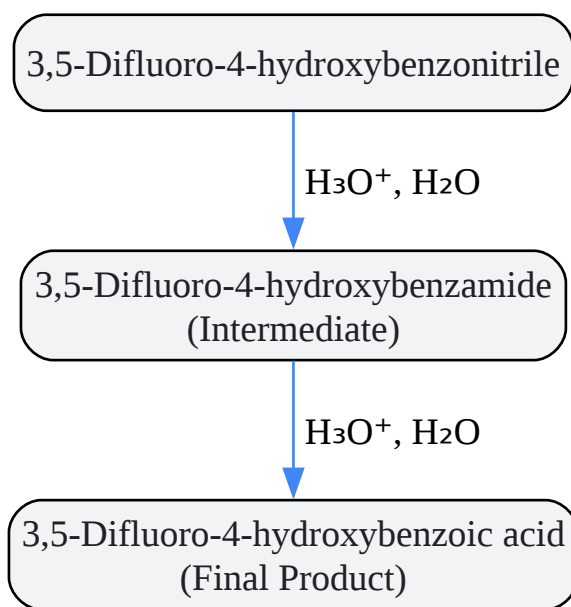 3,5-Difluoro-4-hydroxybenzonitrile
H₃O⁺, H₂O
3,5-Difluoro-4-hydroxybenzamide
(Intermediate)
H₃O⁺, H₂O
3,5-Difluoro-4-hydroxybenzoic acid
(Final Product)